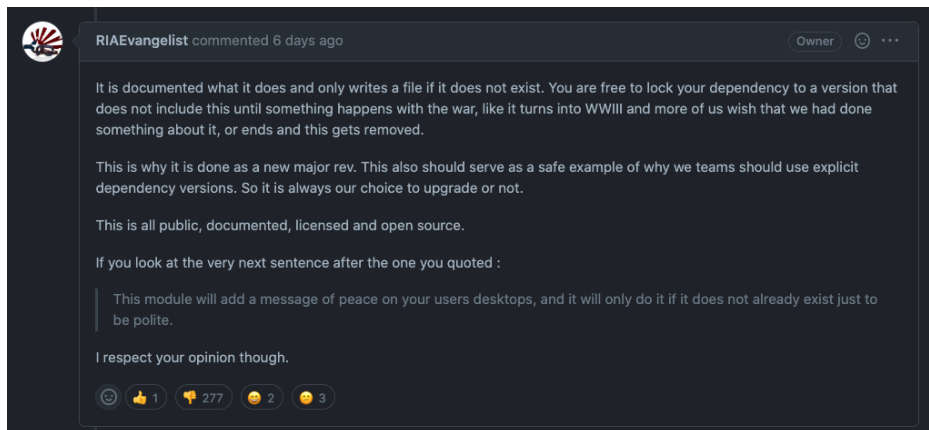 RIAEvangelist commented 6 days ago
Owner
It is documented what it does and only writes a file if it does not exist. You are free to lock your dependency to a version that
does not include this until something happens with the war, like it turns into WWIII and more of us wish that we had done
something about it, or ends and this gets removed.
This is why it is done as a new major rev. This also should serve as a safe example of why we teams should use explicit
dependency versions. So it is always our choice to upgrade or not.
This is all public, documented, licensed and open source.
If you look at the very next sentence after the one you quoted :
This module will add a message of peace on your users desktops, and it will only do it if it does not already exist just to
be polite.
I respect your opinion though.
1 277 2 3